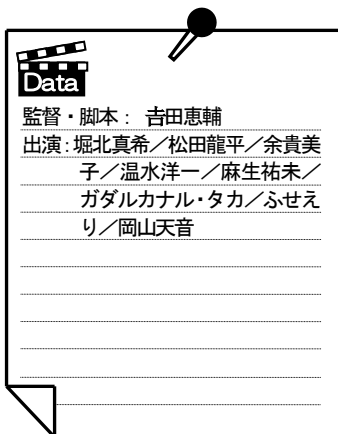 Data
監督・脚本：𠮷田恵輔
出演：堀北真希／松田龍平／余貴美
子／温水洋一／麻生祐未／
ガダルカナル・タカ／ふせえ
り／岡山天音